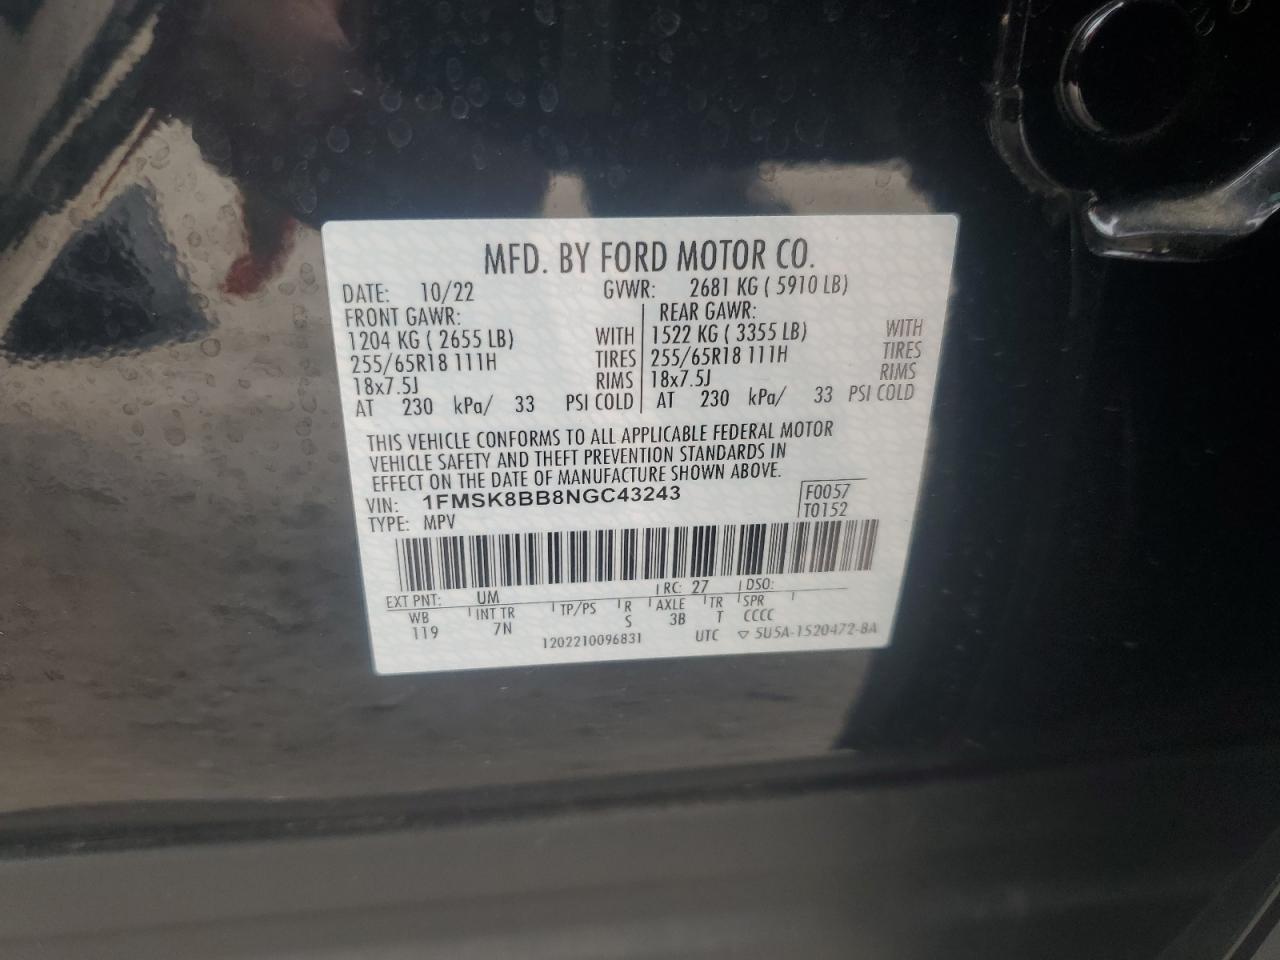 MFD. BY FORD MOTOR CO.
DATE: 10/22 GVWR: 2681 KG ( 5910 LB)
FRONT GAWR: REAR GAWR:
1204 KG ( 2655 LB) WITH 1522 KG ( 3355 LB) WITH
255/65R18 111H TIRES 255/65R18 111H TIRES
18x7.5J RIMS 18x7.5J RIMS
AT 230 kPa/ 33 PSI COLD AT 230 kPa/ 33 PSI COLD
THIS VEHICLE CONFORMS TO ALL APPLICABLE FEDERAL MOTOR
VEHICLE SAFETY AND THEFT PREVENTION STANDARDS IN
EFFECT ON THE DATE OF MANUFACTURE SHOWN ABOVE.
VIN: 1FMSK8BB8NGC43243 F0057
TYPE: MPV T0152
EXT PNT: UM RC: 27 DSO:
WB INT TR TP/PS R AXLE TR SPR
119 7N S 3B T CCCC
1202210096831 UTC ▽ 5U5A-1520472-8A